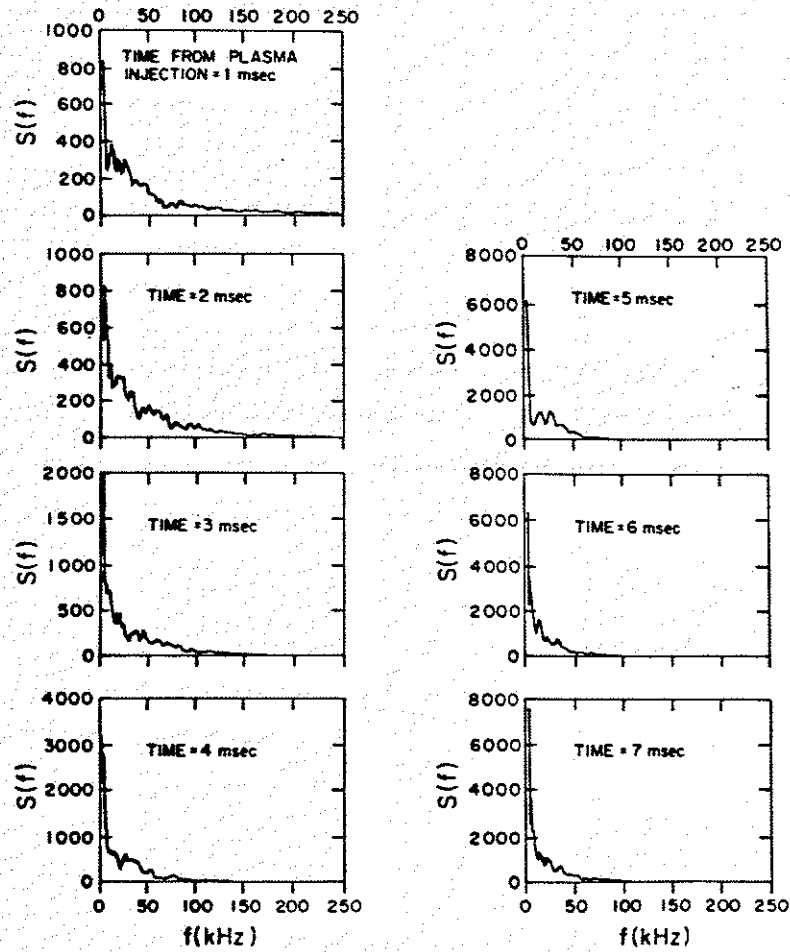 0 50 100 150 200 250
1000
800
600
400
200
0
S(f)
TIME FROM PLASMA
INJECTION = 1 msec
1000
800
600
400
200
0
S(f)
TIME = 2 msec
2000
1500
1000
500
0
S(f)
TIME = 3 msec
4000
3000
2000
1000
0
S(f)
TIME = 4 msec
0 50 100 150 200 250
f(kHz)
0 50 100 150 200 250
8000
6000
4000
2000
0
S(f)
TIME = 5 msec
8000
6000
4000
2000
0
S(f)
TIME = 6 msec
8000
6000
4000
2000
0
S(f)
TIME = 7 msec
0 50 100 150 200 250
f(kHz)